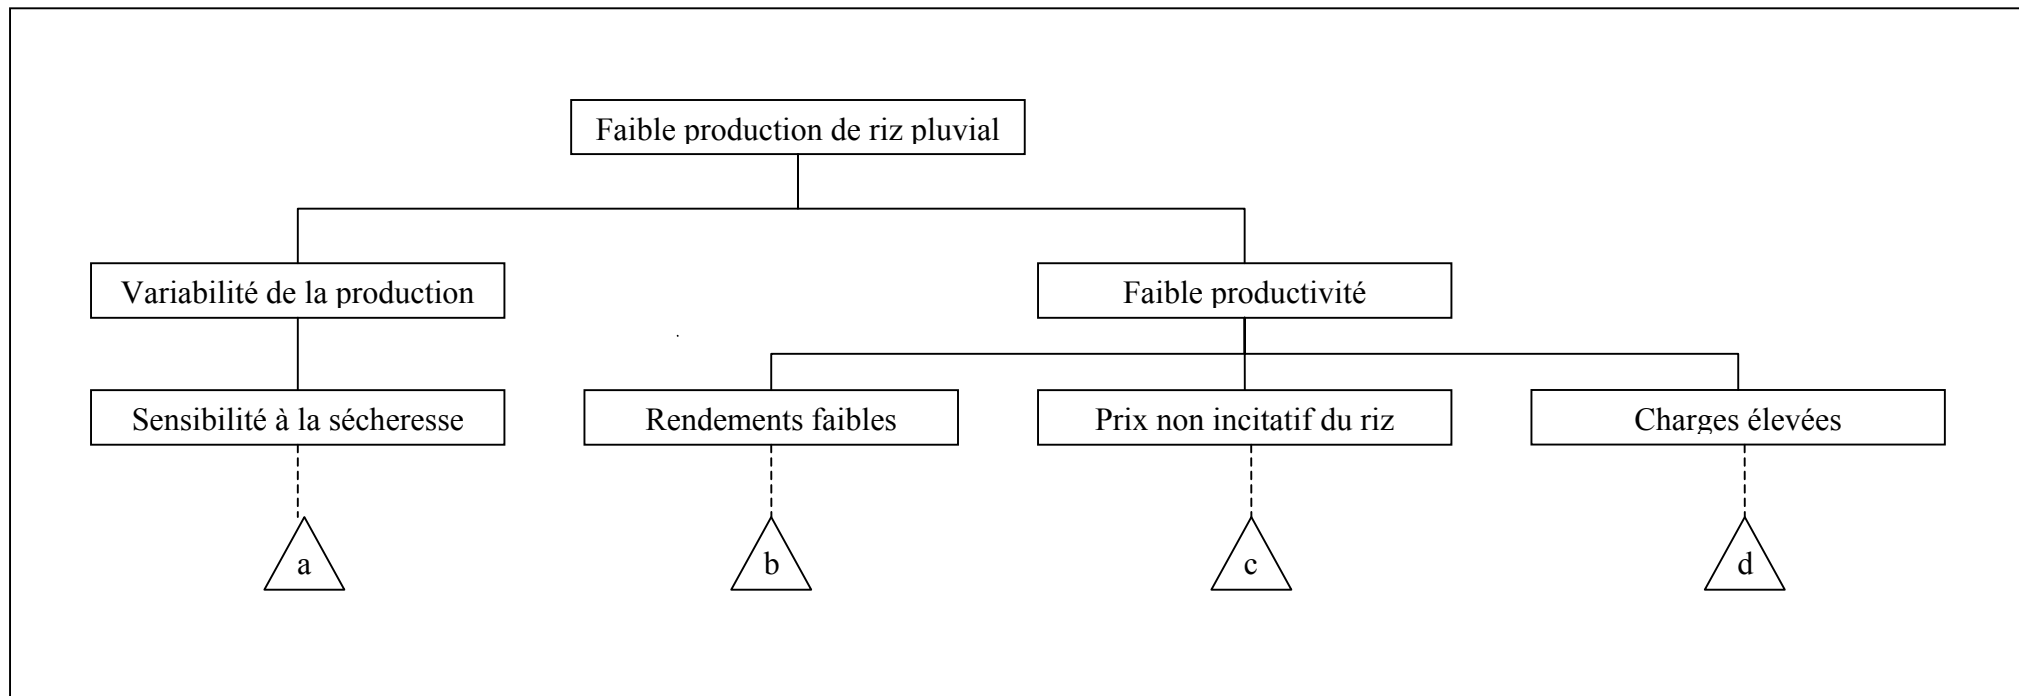 Faible production de riz pluvial
Variabilité de la production
Faible productivité
Sensibilité à la sécheresse
Rendements faibles
Prix non incitatif du riz
Charges élevées
a
b
c
d